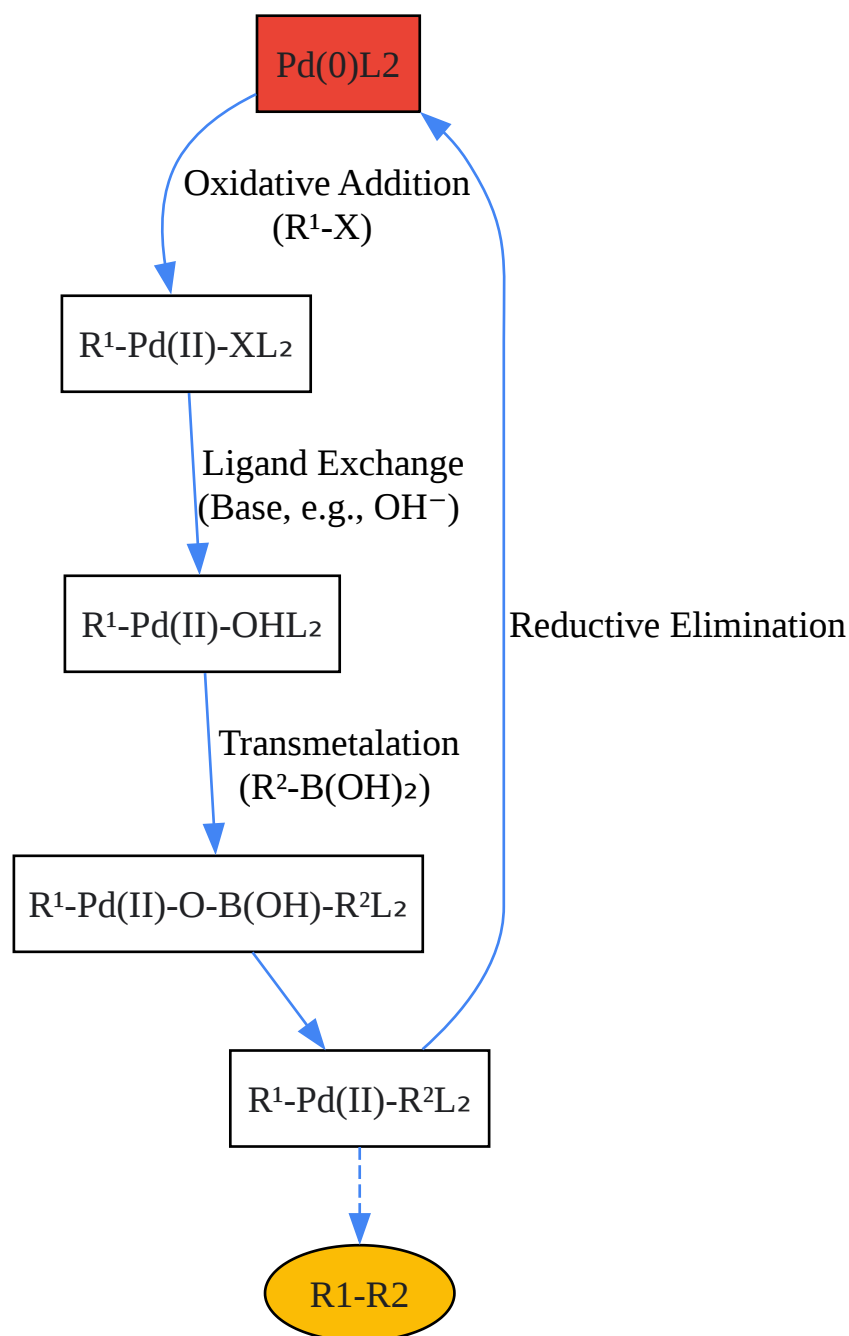 Pd(0)L2
Oxidative Addition
(R¹-X)
R¹-Pd(II)-XL₂
Ligand Exchange
(Base, e.g., OH⁻)
R¹-Pd(II)-OHL₂
Reductive Elimination
Transmetalation
(R²-B(OH)₂)
R¹-Pd(II)-O-B(OH)-R²L₂
R¹-Pd(II)-R²L₂
R1-R2